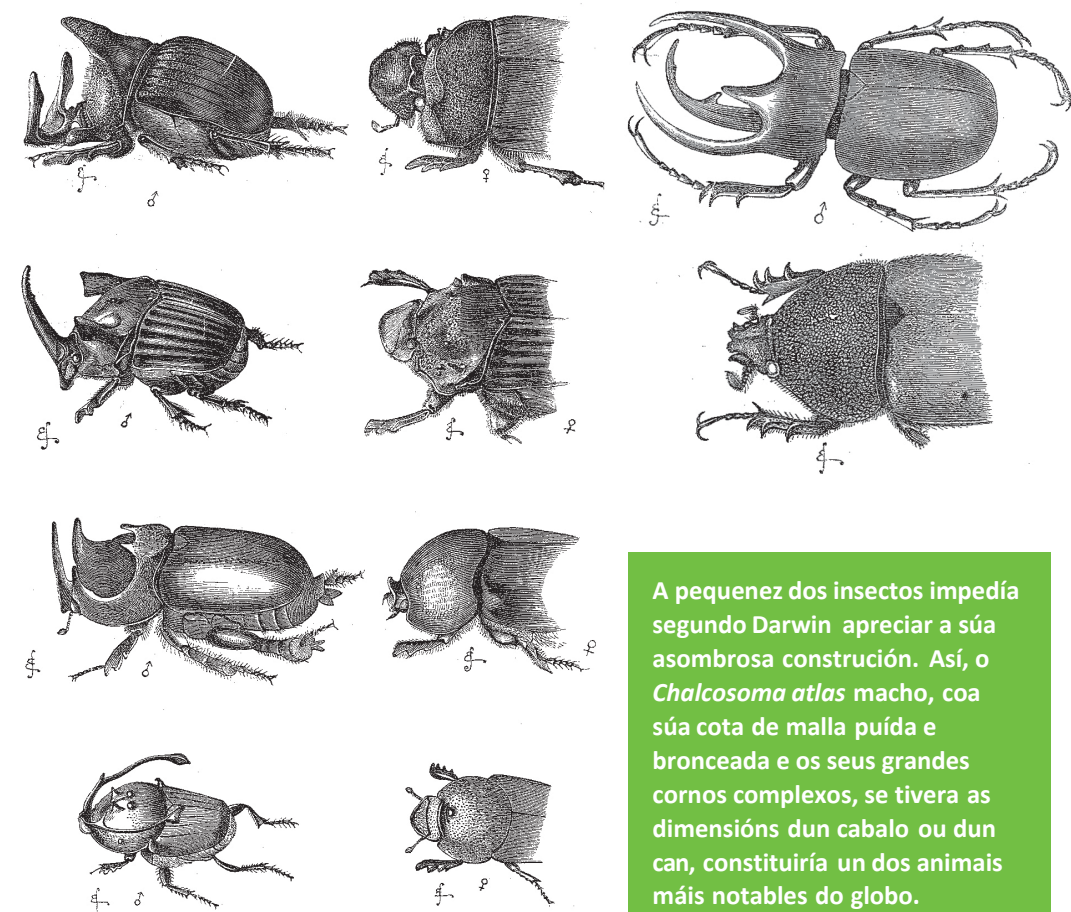 ♂
♀
♂
♂
♀
♂
♀
♂
♀
A pequenez dos insectos impedía
segundo Darwin apreciar a súa
asombrosa construción. Así, o
Chalcosoma atlas macho, coa
súa cota de malla puída e
bronceada e os seus grandes
cornos complexos, se tivera as
dimensións dun cabalo ou dun
can, constituiría un dos animais
máis notables do globo.